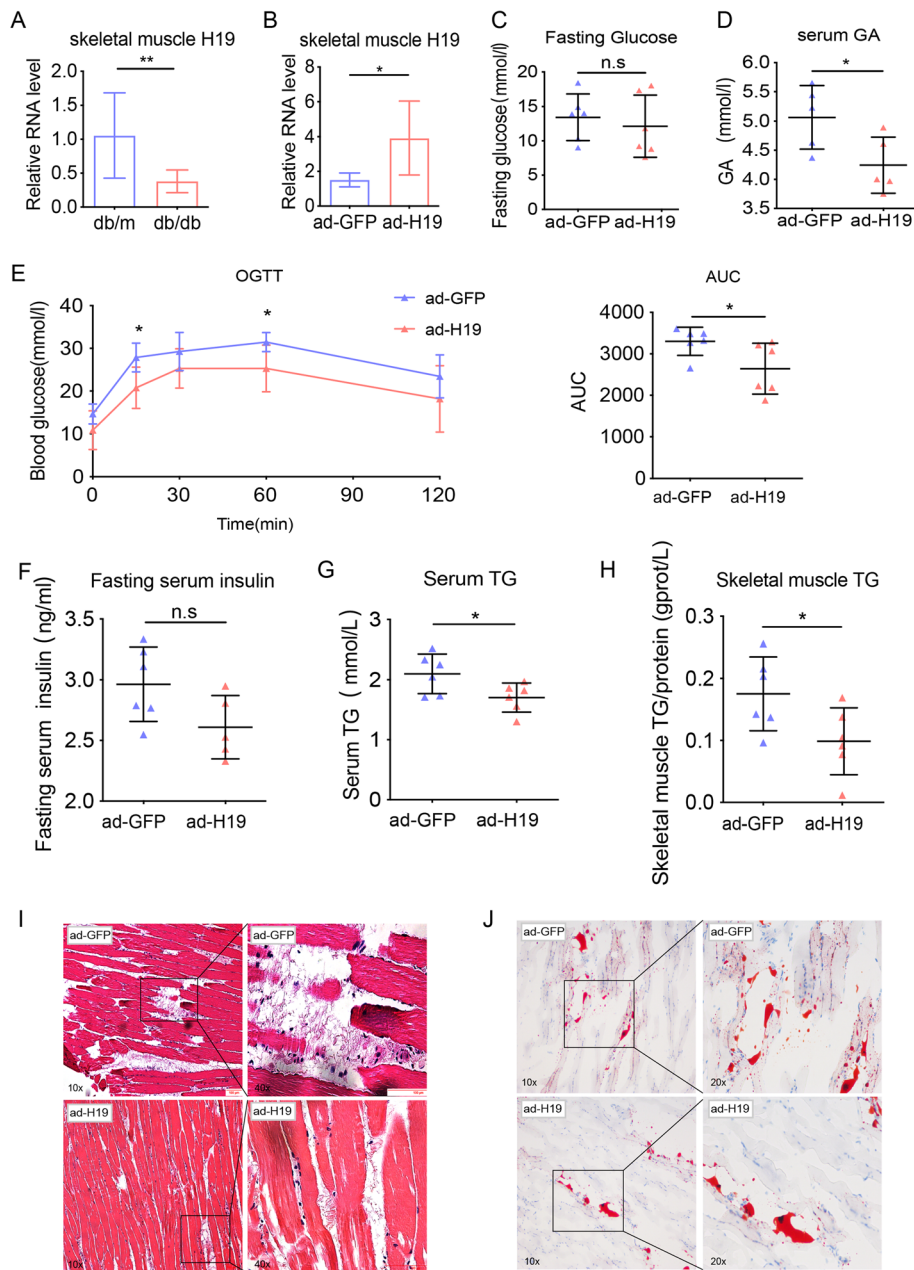 A
skeletal muscle H19
**
Relative RNA level
2.0
1.5
1.0
0.5
0.0
db/m db/db
B
skeletal muscle H19
*
Relative RNA level
8
6
4
2
0
ad-GFP ad-H19
C
Fasting Glucose
n.s
Fasting glucose(mmol/l)
20
15
10
5
0
ad-GFP ad-H19
D
serum GA
*
GA (mmol/l)
6.0
5.5
5.0
4.5
4.0
3.5
ad-GFP ad-H19
E
OGTT
ad-GFP
ad-H19
* *
Blood glucose(mmol/l)
40
30
20
10
0
0 30 60 90 120
Time(min)
AUC
*
AUC
4000
3000
2000
1000
0
ad-GFP ad-H19
F
Fasting serum insulin
n.s
Fasting serum insulin(ng/ml)
3.5
3.0
2.5
2.0
ad-GFP ad-H19
G
Serum TG
*
Serum TG (mmol/L)
3
2
1
0
ad-GFP ad-H19
H
Skeletal muscle TG
*
Skeletal muscle TG/protein (gprot/L)
0.3
0.2
0.1
0.0
ad-GFP ad-H19
I
ad-GFP
10x
ad-GFP
40x
ad-H19
10x
ad-H19
40x
J
ad-GFP
10x
ad-GFP
20x
ad-H19
10x
ad-H19
20x